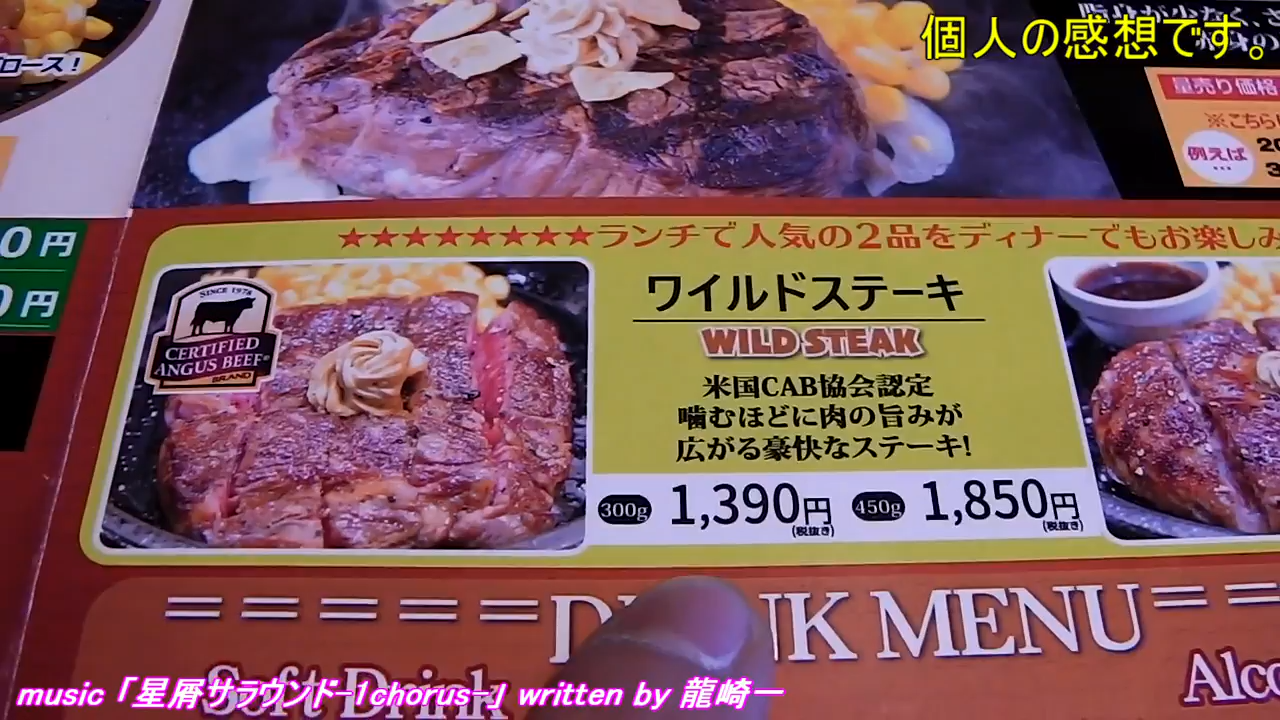 個人の感想です。
ロース!
量売り価格
※こちら
例えば
0円
0円
★★★★★★★★★ランチで人気の2品をディナーでもお楽しみ
SINCE 1978
CERTIFIED
ANGUS BEEF®
BRAND
ワイルドステーキ
WILD STEAK
米国CAB協会認定
噛むほどに肉の旨みが
広がる豪快なステーキ!
300g 1,390円(税抜き) 450g 1,850円(税抜き)
MENU
Soft Drink
music「星屑サラウンド-1chorus-」written by 龍崎一